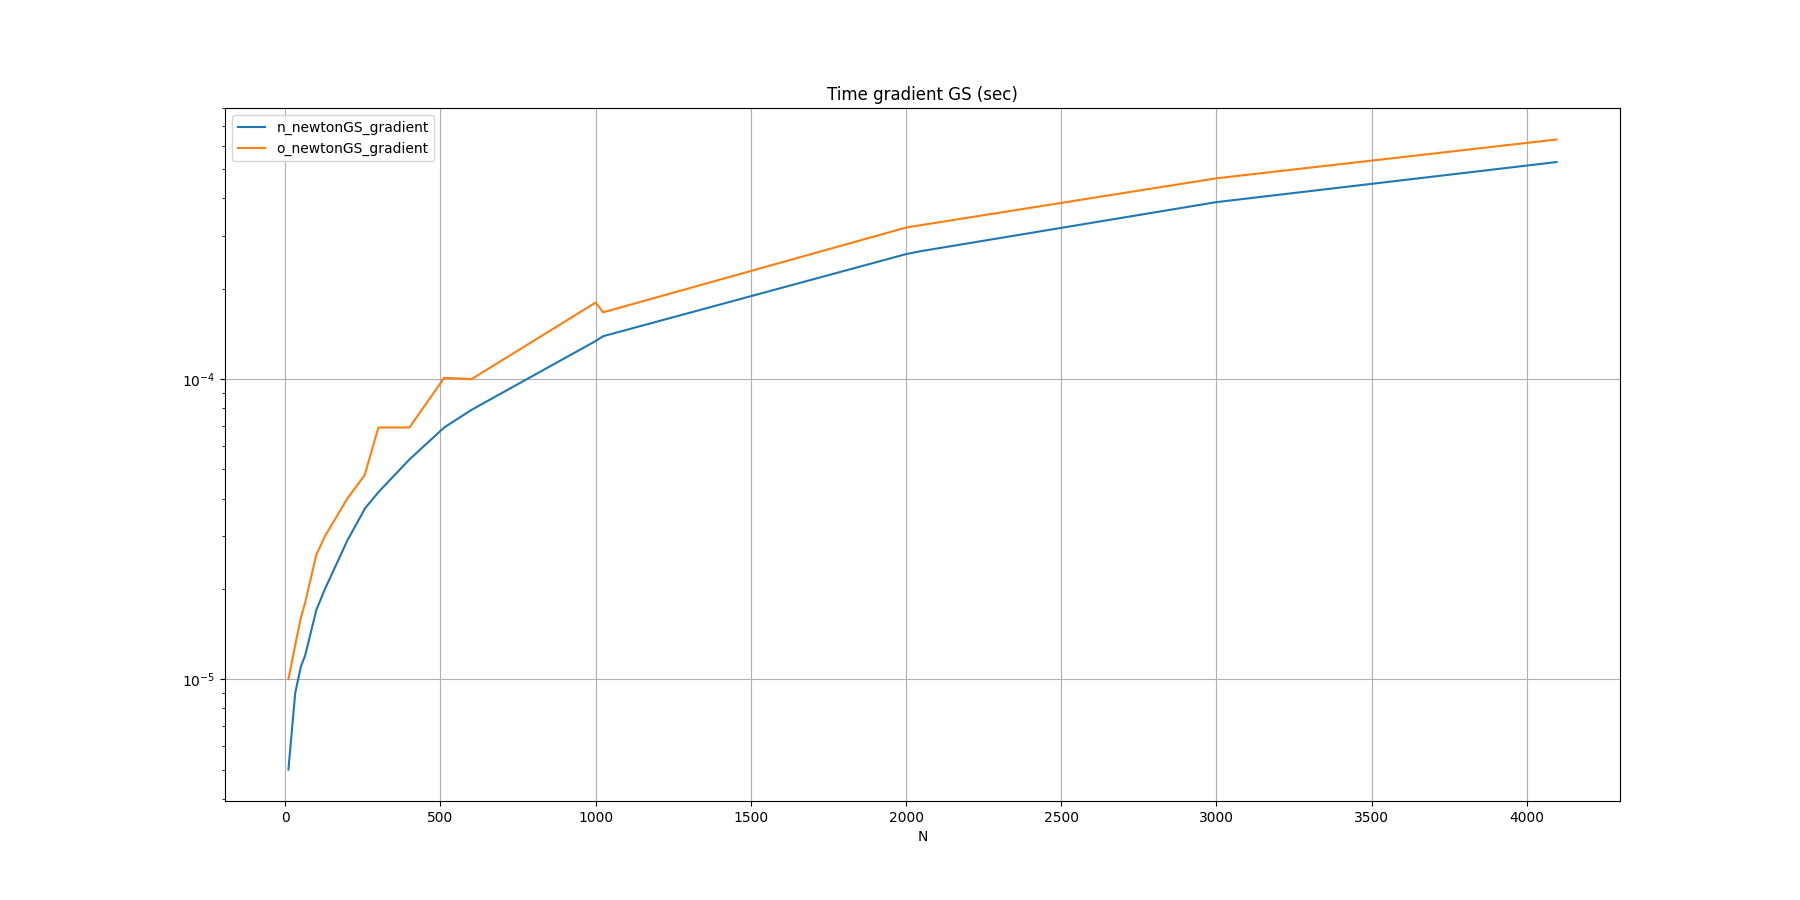 Time gradient GS (sec)
n_newtonGS_gradient
o_newtonGS_gradient
10⁻⁴
10⁻⁵
0 500 1000 1500 2000 2500 3000 3500 4000
N